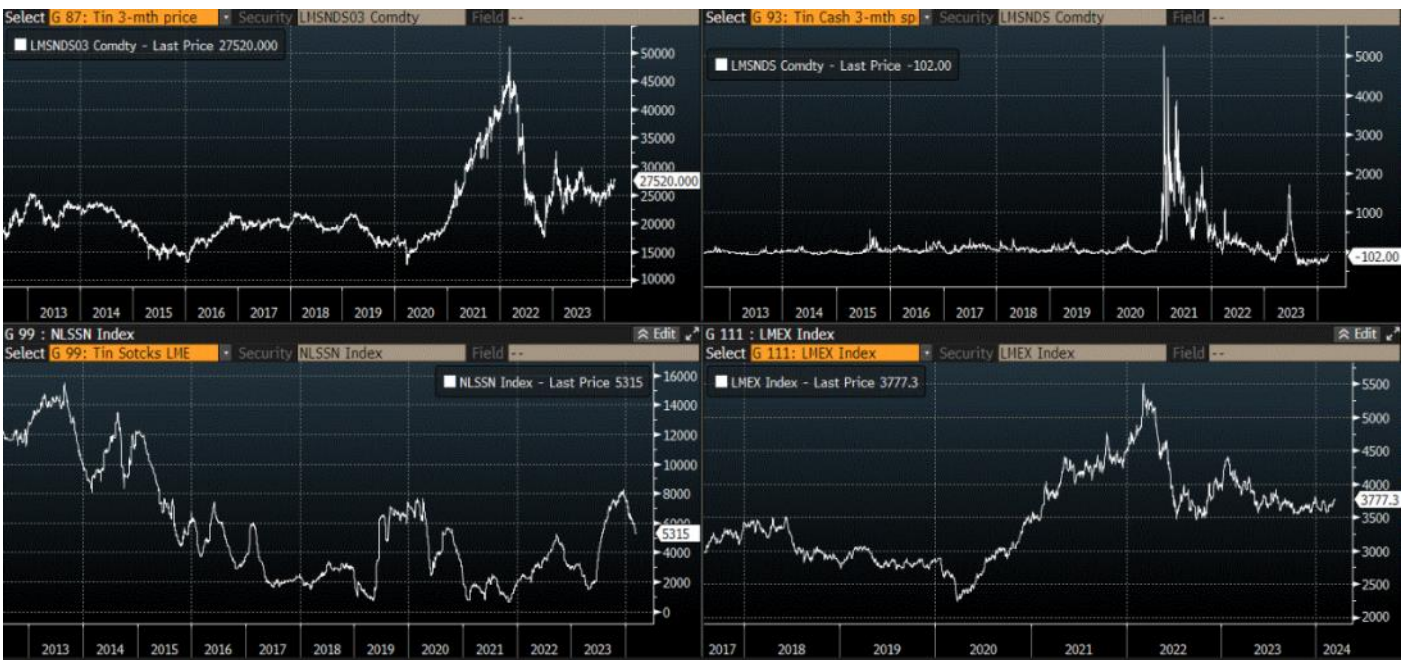 Select G 87: Tin 3-mth price Security LMSNDS03 Comdty Field --
LMSNDS03 Comdty - Last Price 27520.000
50000
45000
40000
35000
30000
27520.000
25000
20000
15000
10000
2013 2014 2015 2016 2017 2018 2019 2020 2021 2022 2023
Select G 93: Tin Cash 3-mth sp Security LMSNDS Comdty Field --
LMSNDS Comdty - Last Price -102.00
5000
4000
3000
2000
1000
-102.00
2013 2014 2015 2016 2017 2018 2019 2020 2021 2022 2023
G 99 : NLSSN Index Edit
Select G 99: Tin Sotcks LME Security NLSSN Index Field --
NLSSN Index - Last Price 5315
16000
14000
12000
10000
8000
6000
5315
4000
2000
0
2013 2014 2015 2016 2017 2018 2019 2020 2021 2022 2023
G 111 : LMEX Index Edit
Select G 111: LMEX Index Security LMEX Index Field --
LMEX Index - Last Price 3777.3
5500
5000
4500
4000
3777.3
3500
3000
2500
2000
2017 2018 2019 2020 2021 2022 2023 2024